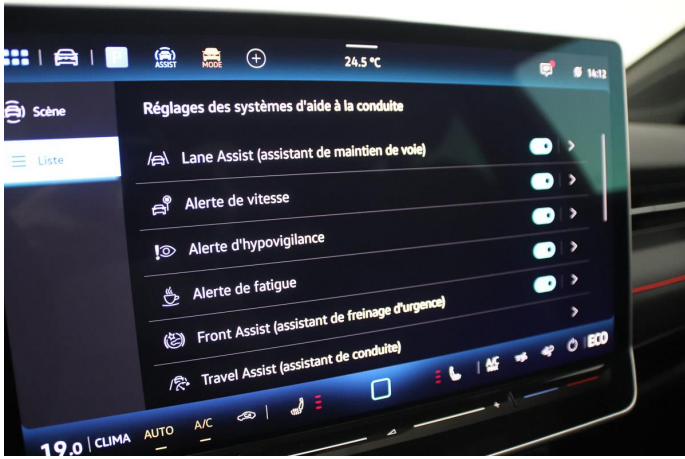 ASSIST
MODE
24.5 °C
14:12
Scène
Liste
Réglages des systèmes d'aide à la conduite
Lane Assist (assistant de maintien de voie)
Alerte de vitesse
Alerte d'hypovigilance
Alerte de fatigue
Front Assist (assistant de freinage d'urgence)
Travel Assist (assistant de conduite)
19.0 CLIMA AUTO A/C A/C ECO